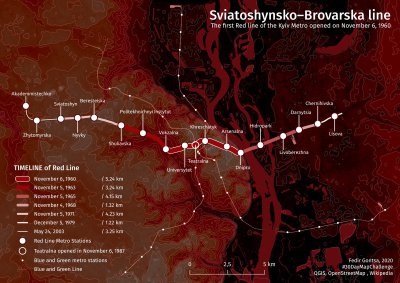 Sviatoshynsko–Brovarska line
The first Red line of the Kyiv Metro opened on November 6, 1960
Akademmistechko
Zhytomyrska
Sviatoshyn
Nyvky
Beresteiska
Shuliavska
Politekhnichnyi Instytut
Vokzalna
Universytet
Teatralna
Khreschatyk
Arsenalna
Dnipro
Hidropark
Livoberezhna
Darnytsia
Chernihivska
Lisova
TIMELINE of Red Line
November 6, 1960 / 5.24 km
November 5, 1963 / 3.24 km
November 5, 1965 / 4.15 km
November 4, 1968 / 1.32 km
November 5, 1971 / 4.23 km
December 5, 1979 / 1.22 km
May 24, 2003 / 3.25 km
Red Line Metro Stations
Teatralna opened in November 6, 1987
Blue and Green metro stations
Blue and Green Line
0 2,5 5 km
Fedir Gontsa, 2020
#30DayMapChallenge
QGIS, OpenStreetMap , Wikipedia